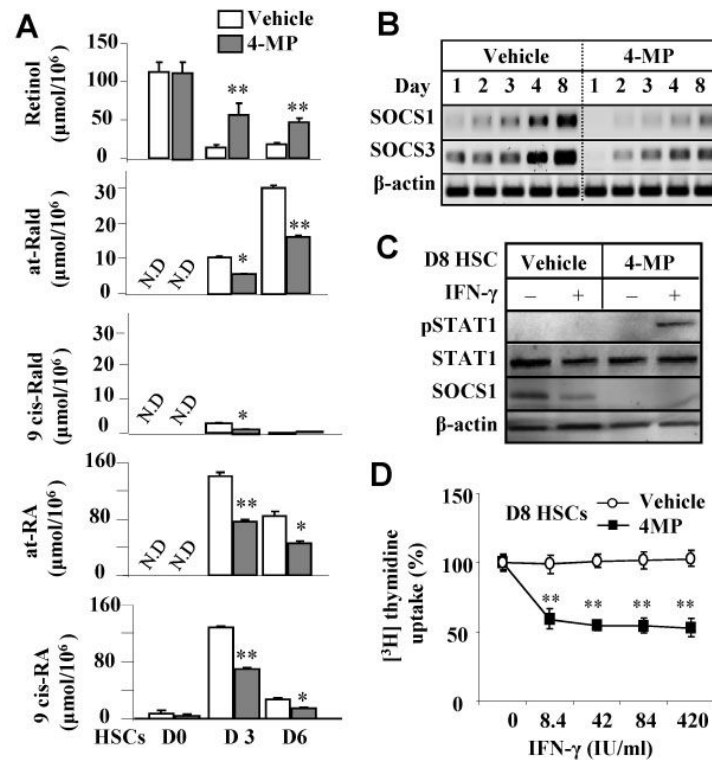 A
Vehicle
4-MP
Retinol
(μmol/10⁶)
150
100
50
0
**
**
at-Rald
(μmol/10⁶)
30
20
10
0
N.D
N.D
*
**
9 cis-Rald
(μmol/10⁶)
30
20
10
0
N.D
N.D
*
at-RA
(μmol/10⁶)
160
80
0
N.D
N.D
**
*
9 cis-RA
(μmol/10⁶)
160
80
0
**
*
HSCs D0 D 3 D6
B
Vehicle 4-MP
Day 1 2 3 4 8 1 2 3 4 8
SOCS1
SOCS3
β-actin
C
D8 HSC Vehicle 4-MP
IFN-γ − + − +
pSTAT1
STAT1
SOCS1
β-actin
D
D8 HSCs
Vehicle
4MP
[³H] thymidine
uptake (%)
150
100
50
0
** ** ** **
0 8.4 42 84 420
IFN-γ (IU/ml)